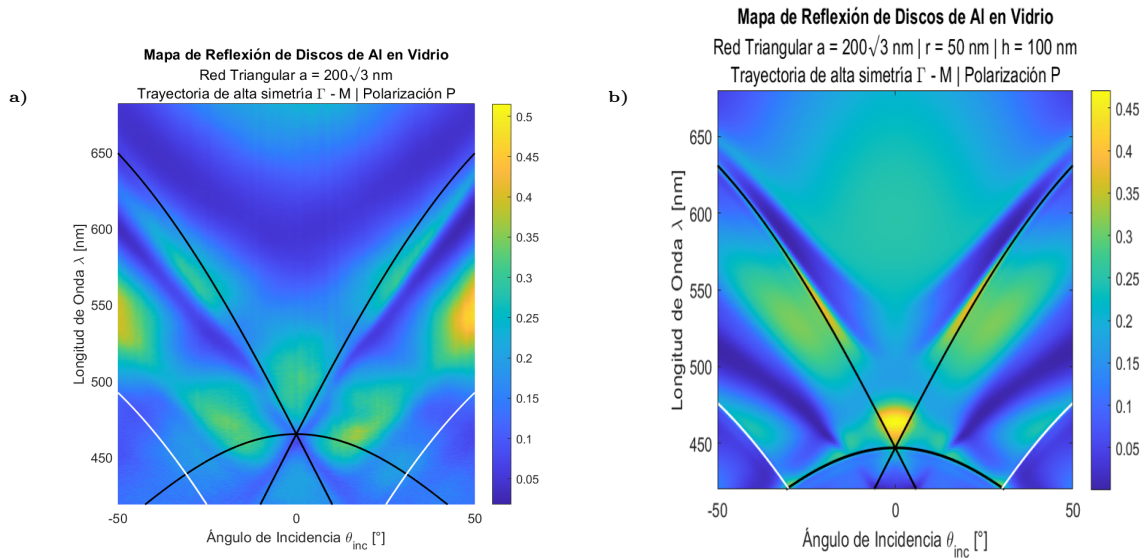 a)
Mapa de Reflexión de Discos de Al en Vidrio
Red Triangular a = 200√3 nm
Trayectoria de alta simetría Γ - M | Polarización P
Longitud de Onda λ [nm]
650
600
550
500
450
-50
0
50
Ángulo de Incidencia θinc [°]
0.5
0.45
0.4
0.35
0.3
0.25
0.2
0.15
0.1
0.05
b)
Mapa de Reflexión de Discos de Al en Vidrio
Red Triangular a = 200√3 nm | r = 50 nm | h = 100 nm
Trayectoria de alta simetría Γ - M | Polarización P
Longitud de Onda λ [nm]
650
600
550
500
450
-50
0
50
Ángulo de Incidencia θinc [°]
0.45
0.4
0.35
0.3
0.25
0.2
0.15
0.1
0.05